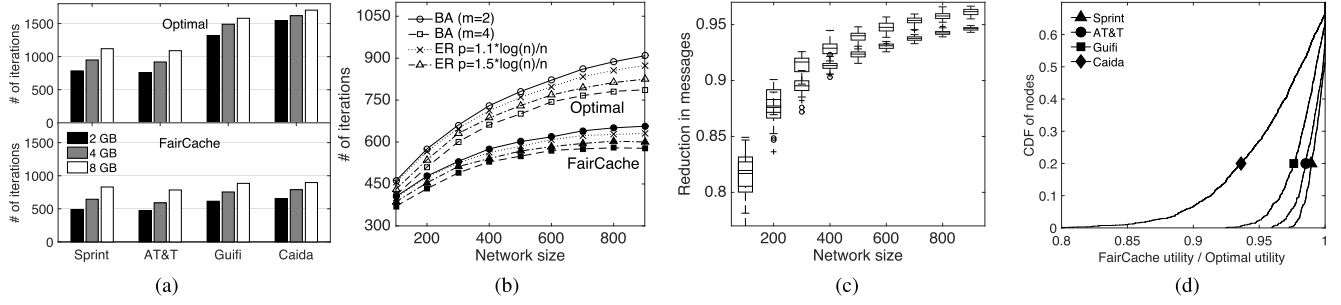 Optimal
# of iterations
1500
1000
500
0
FairCache
2 GB
4 GB
8 GB
# of iterations
1500
1000
500
0
Sprint AT&T Guifi Caida
(a)
BA (m=2)
BA (m=4)
ER p=1.1*log(n)/n
ER p=1.5*log(n)/n
Optimal
FairCache
# of iterations
1050
900
750
600
450
300
200 400 600 800
Network size
(b)
Reduction in messages
0.95
0.9
0.85
0.8
200 400 600 800
Network size
(c)
Sprint
AT&T
Guifi
Caida
CDF of nodes
0.7
0.6
0.5
0.4
0.3
0.2
0.1
0
0.8 0.85 0.9 0.95 1
FairCache utility / Optimal utility
(d)